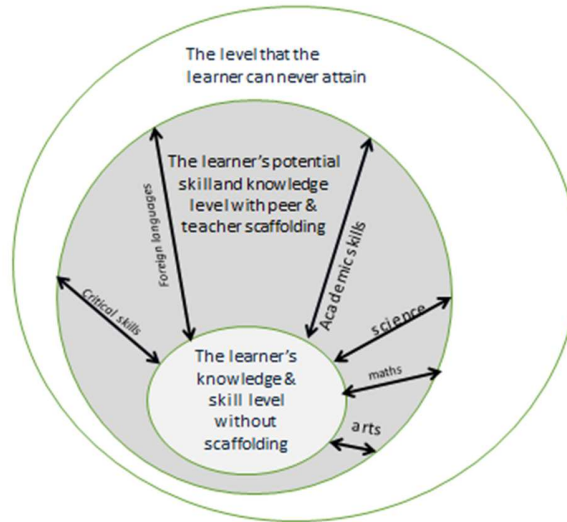 The level that the
learner can never attain
The learner's potential
skill and knowledge
level with peer &
teacher scaffolding
Foreign languages
Academic skills
Critical skills
science
maths
arts
The learner's
knowledge &
skill level
without
scaffolding